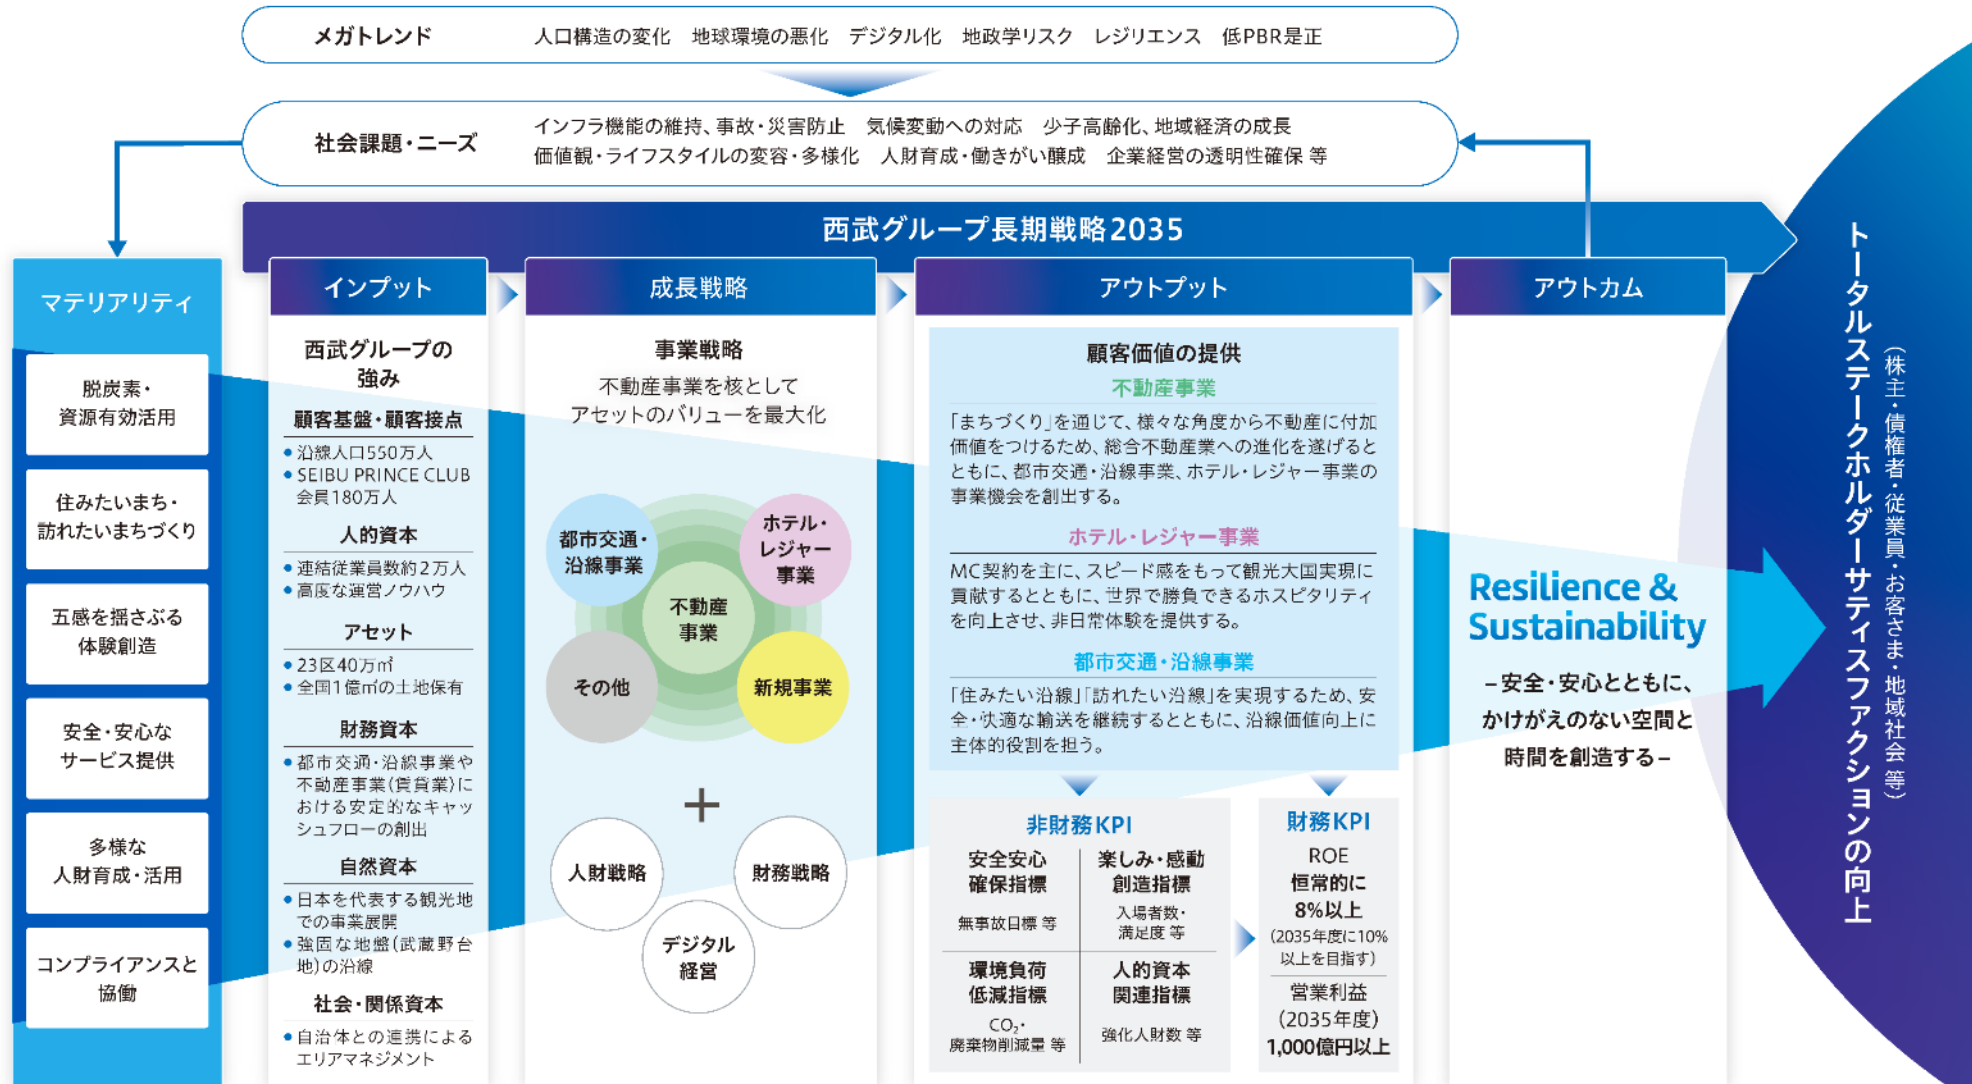 メガトレンド
人口構造の変化 地球環境の悪化 デジタル化 地政学リスク レジリエンス 低PBR是正
社会課題・ニーズ
インフラ機能の維持、事故・災害防止 気候変動への対応 少子高齢化、地域経済の成長
価値観・ライフスタイルの変容・多様化 人財育成・働きがい醸成 企業経営の透明性確保 等
西武グループ長期戦略2035
マテリアリティ
脱炭素・
資源有効活用
住みたいまち・
訪れたいまちづくり
五感を揺さぶる
体験創造
安全・安心な
サービス提供
多様な
人財育成・活用
コンプライアンスと
協働
インプット
西武グループの
強み
顧客基盤・顧客接点
● 沿線人口550万人
● SEIBU PRINCE CLUB
会員180万人
人的資本
● 連結従業員数約2万人
● 高度な運営ノウハウ
アセット
● 23区40万㎡
● 全国1億㎡の土地保有
財務資本
● 都市交通・沿線事業や
不動産事業(賃貸業)に
おける安定的なキャッ
シュフローの創出
自然資本
● 日本を代表する観光地
での事業展開
● 強固な地盤(武蔵野台
地)の沿線
社会・関係資本
● 自治体との連携による
エリアマネジメント
成長戦略
事業戦略
不動産事業を核として
アセットのバリューを最大化
都市交通・
沿線事業
ホテル・
レジャー
事業
不動産
事業
その他
新規事業
+
人財戦略
財務戦略
デジタル
経営
アウトプット
顧客価値の提供
不動産事業
「まちづくり」を通じて、様々な角度から不動産に付加
価値をつけるため、総合不動産業への進化を遂げると
ともに、都市交通・沿線事業、ホテル・レジャー事業の
事業機会を創出する。
ホテル・レジャー事業
MC契約を主に、スピード感をもって観光大国実現に
貢献するとともに、世界で勝負できるホスピタリティ
を向上させ、非日常体験を提供する。
都市交通・沿線事業
「住みたい沿線」「訪れたい沿線」を実現するため、安
全・快適な輸送を継続するとともに、沿線価値向上に
主体的役割を担う。
非財務KPI
安全安心
確保指標
無事故目標 等
楽しみ・感動
創造指標
入場者数・
満足度 等
環境負荷
低減指標
CO₂・
廃棄物削減量 等
人的資本
関連指標
強化人財数 等
財務KPI
ROE
恒常的に
8%以上
(2035年度に10%
以上を目指す)
営業利益
(2035年度)
1,000億円以上
アウトカム
Resilience &
Sustainability
–安全・安心とともに、
かけがえのない空間と
時間を創造する–
トータルステークホルダーサティスファクションの向上
(株主・債権者・従業員・お客さま・地域社会 等)